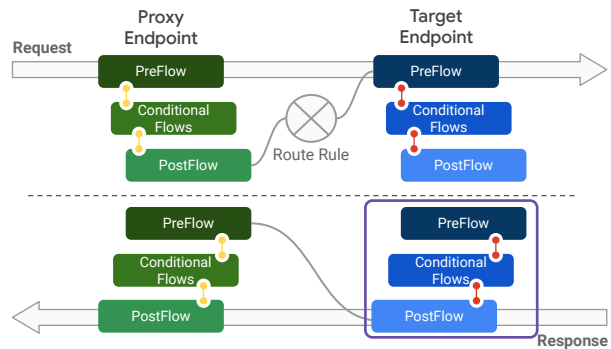 Proxy
Endpoint
Target
Endpoint
Request
PreFlow
PreFlow
Conditional
Flows
Conditional
Flows
Route Rule
PostFlow
PostFlow
PreFlow
PreFlow
Conditional
Flows
Conditional
Flows
PostFlow
PostFlow
Response